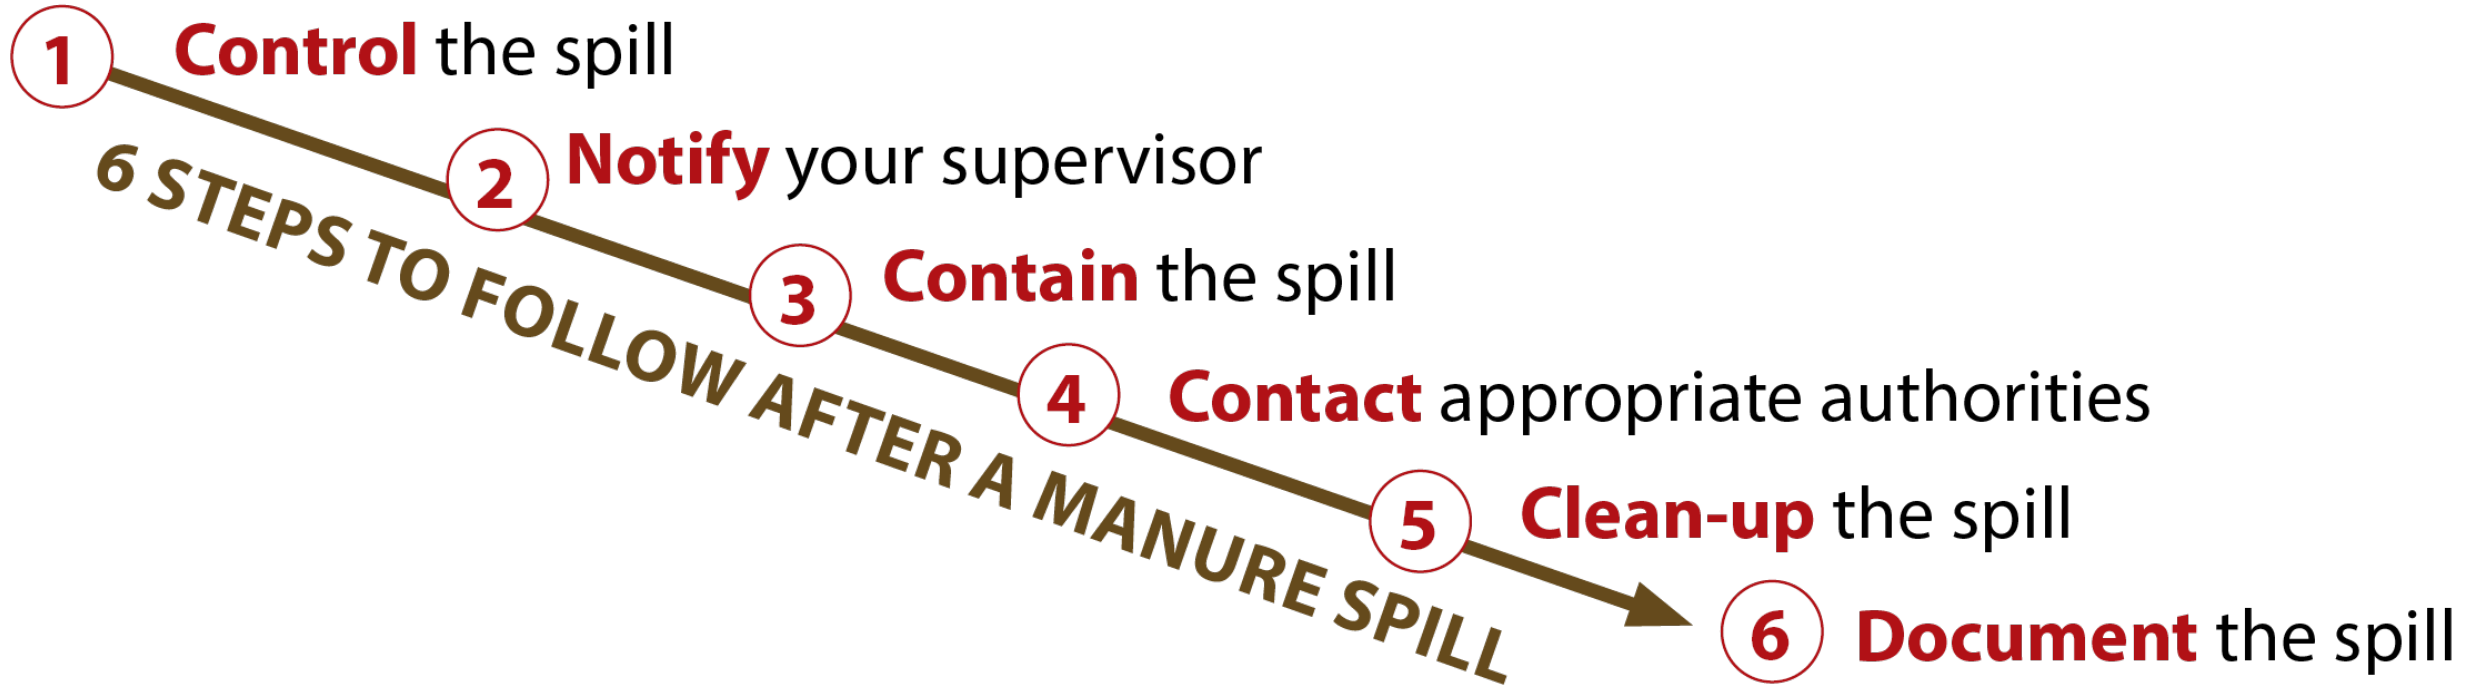 1 Control the spill
2 Notify your supervisor
3 Contain the spill
4 Contact appropriate authorities
5 Clean-up the spill
6 Document the spill
6 STEPS TO FOLLOW AFTER A MANURE SPILL